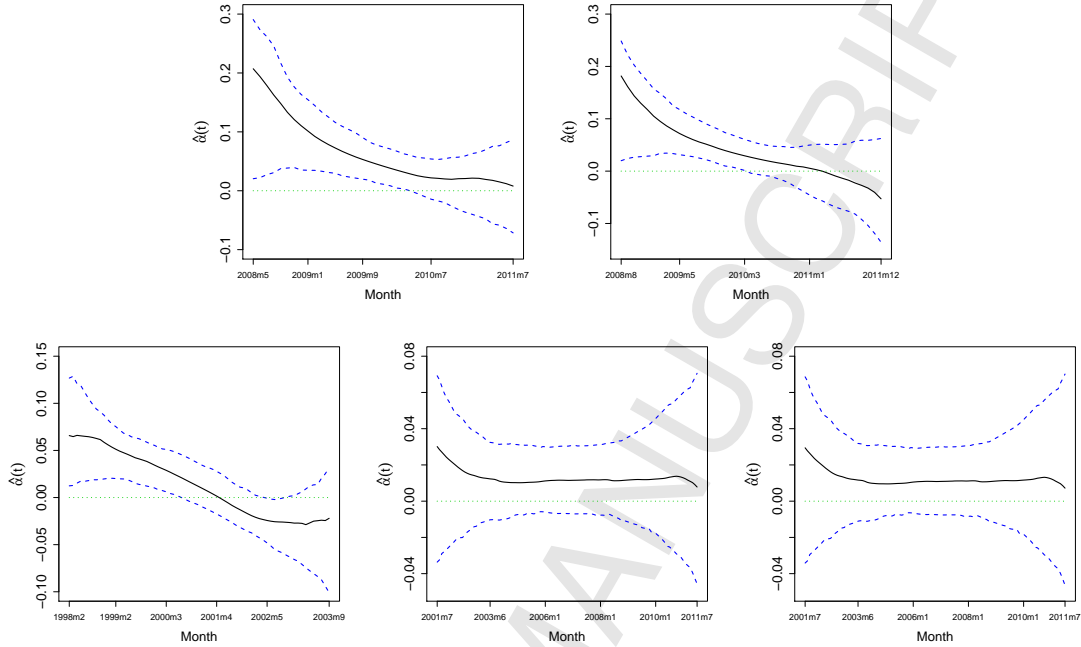 0.3
0.2
0.1
0.0
−0.1
α̂(t)
2008m5 2009m1 2009m9 2010m7 2011m7
Month
0.3
0.2
0.1
0.0
−0.1
α̂(t)
2008m8 2009m5 2010m3 2011m1 2011m12
Month
0.15
0.10
0.05
0.00
−0.05
−0.10
α̂(t)
1998m2 1999m2 2000m3 2001m4 2002m5 2003m9
Month
0.08
0.04
0.00
−0.04
α̂(t)
2001m7 2003m6 2006m1 2008m1 2010m1 2011m7
Month
0.08
0.04
0.00
−0.04
α̂(t)
2001m7 2003m6 2006m1 2008m1 2010m1 2011m7
Month
MANUSCRIP